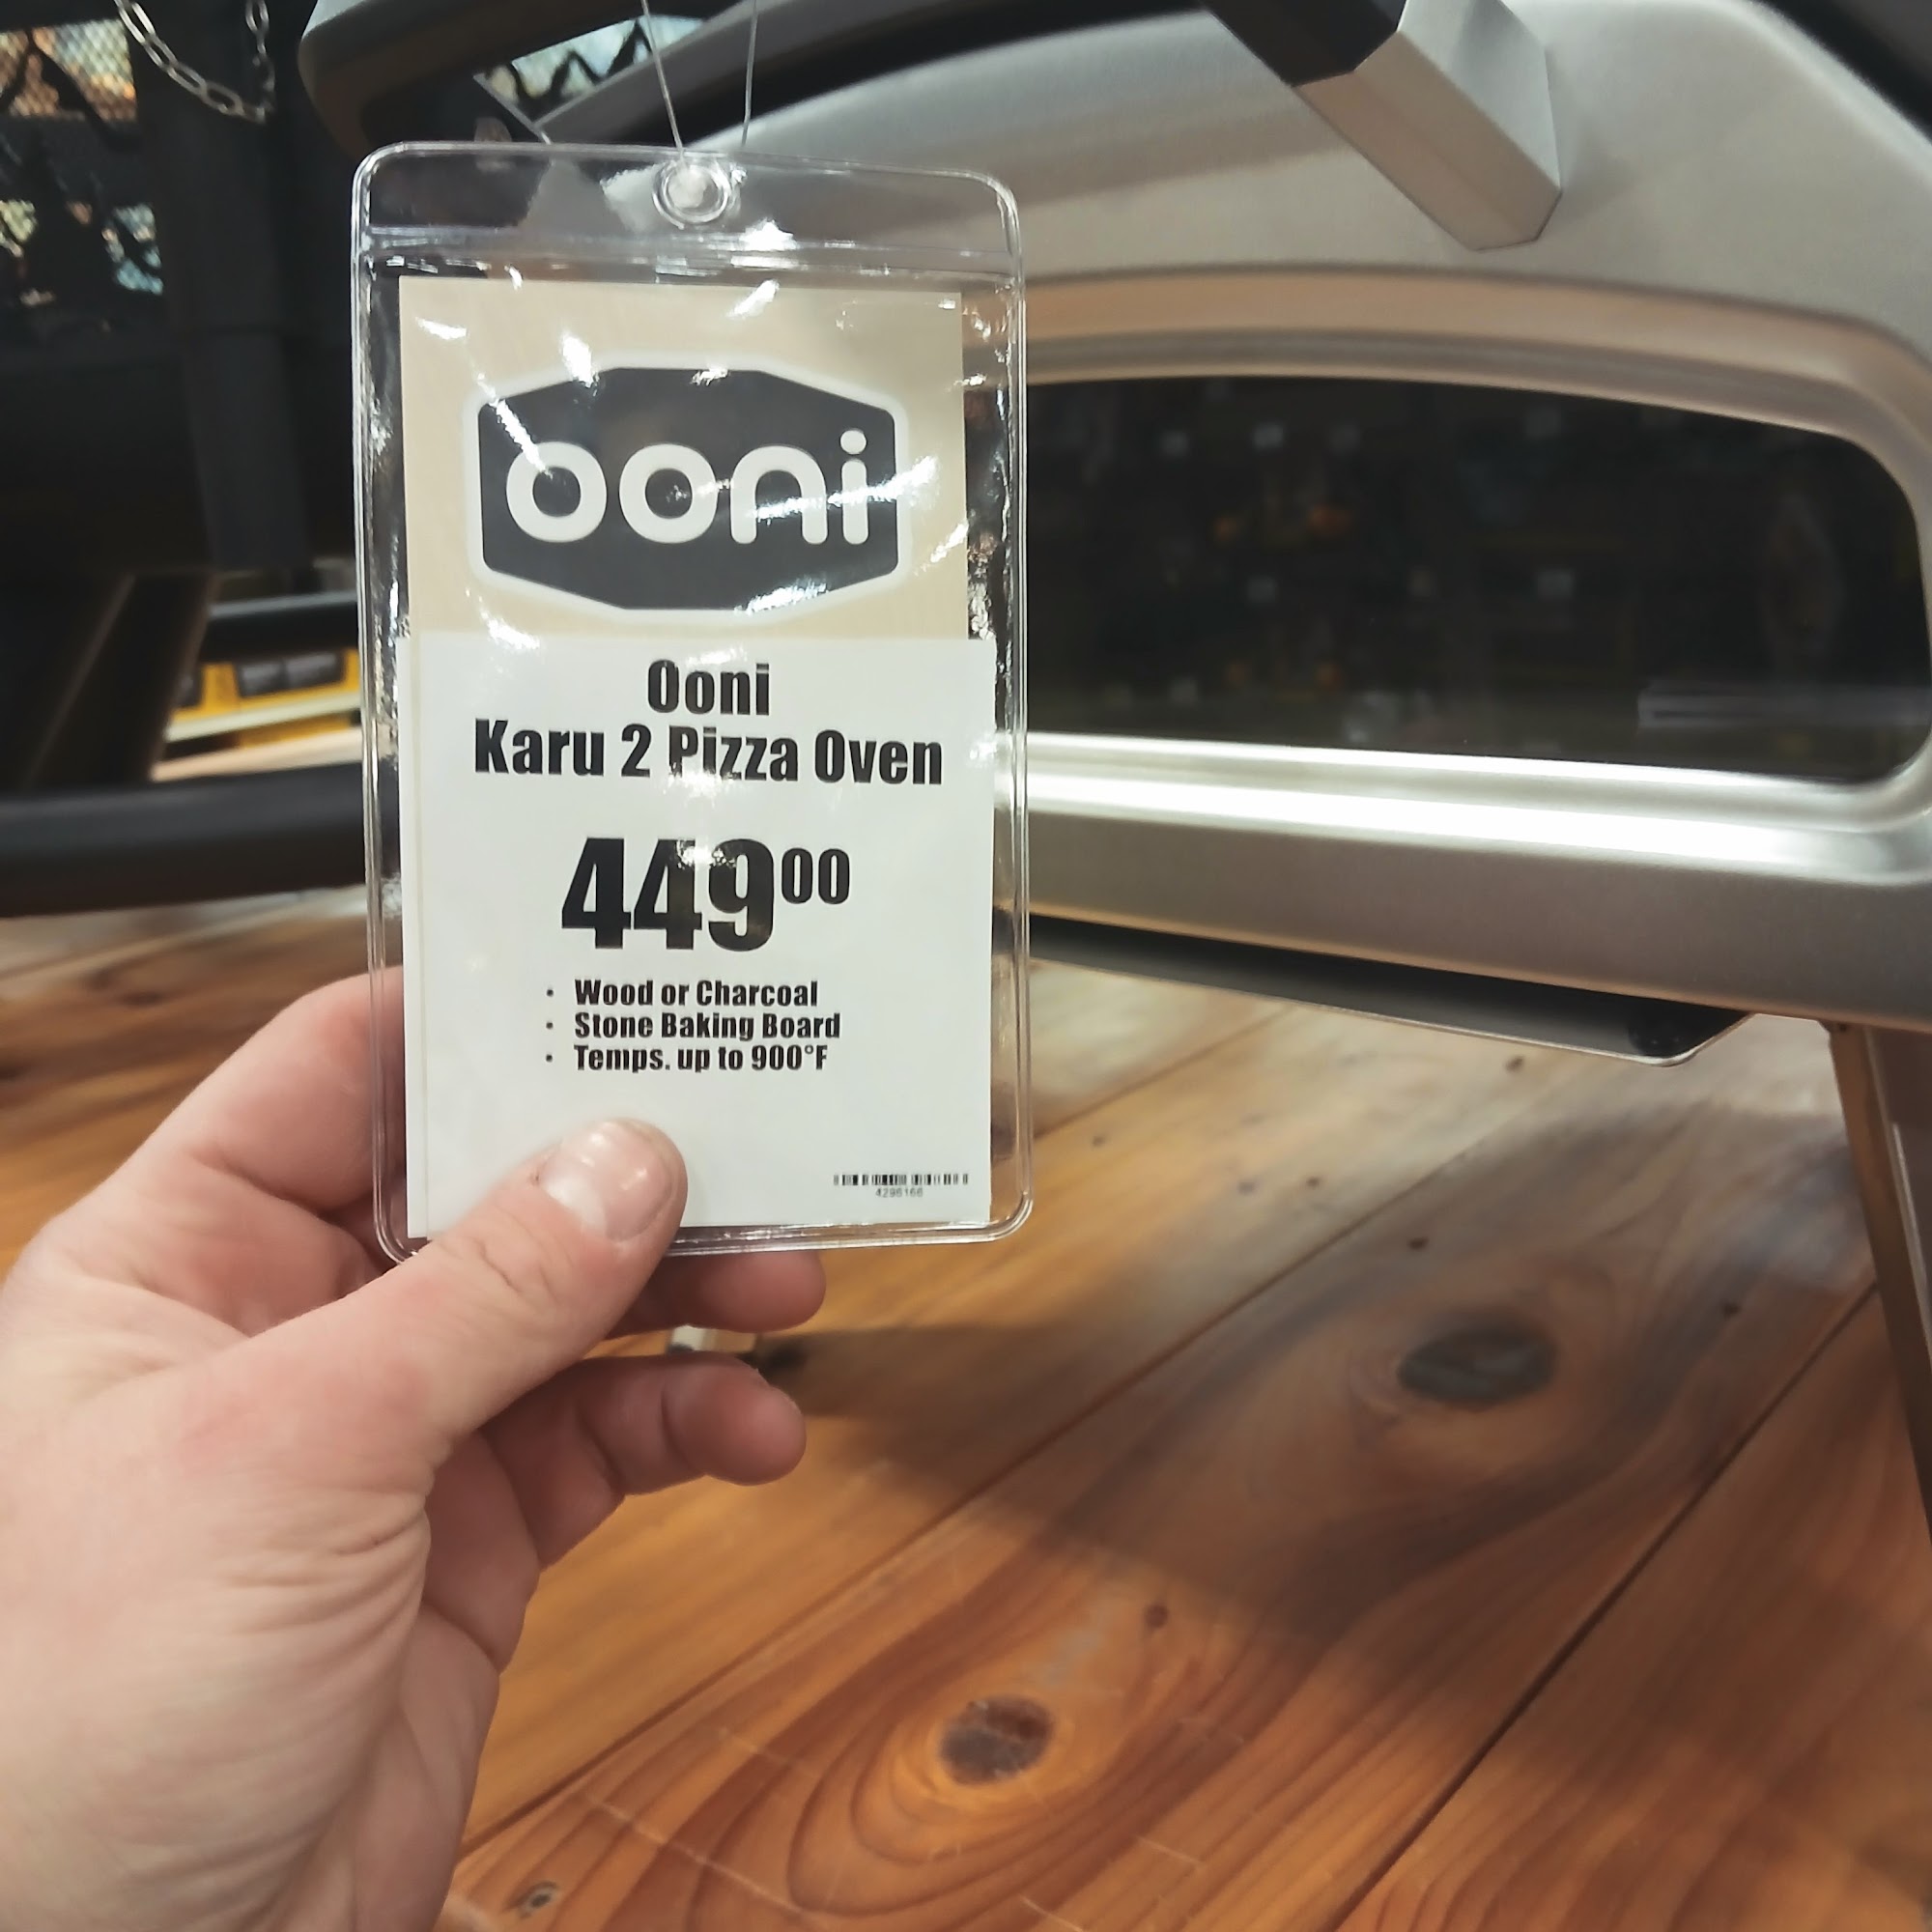 ooni
Ooni
Karu 2 Pizza Oven
449 00
· Wood or Charcoal
· Stone Baking Board
· Temps. up to 900°F
4296166